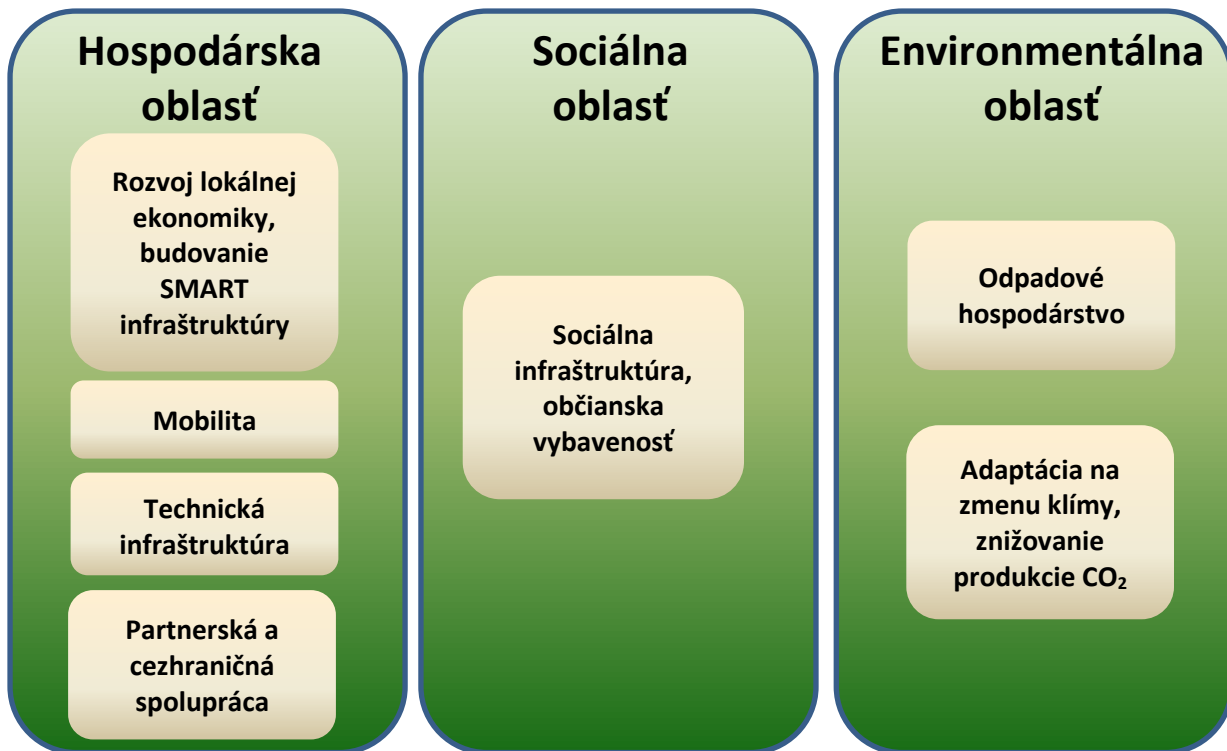 Hospodárska
oblasť
Rozvoj lokálnej
ekonomiky,
budovanie
SMART
infraštruktúry
Mobilita
Technická
infraštruktúra
Partnerská a
cezhraničná
spolupráca
Sociálna
oblasť
Sociálna
infraštruktúra,
občianska
vybavenosť
Environmentálna
oblasť
Odpadové
hospodárstvo
Adaptácia na
zmenu klímy,
znižovanie
produkcie CO₂